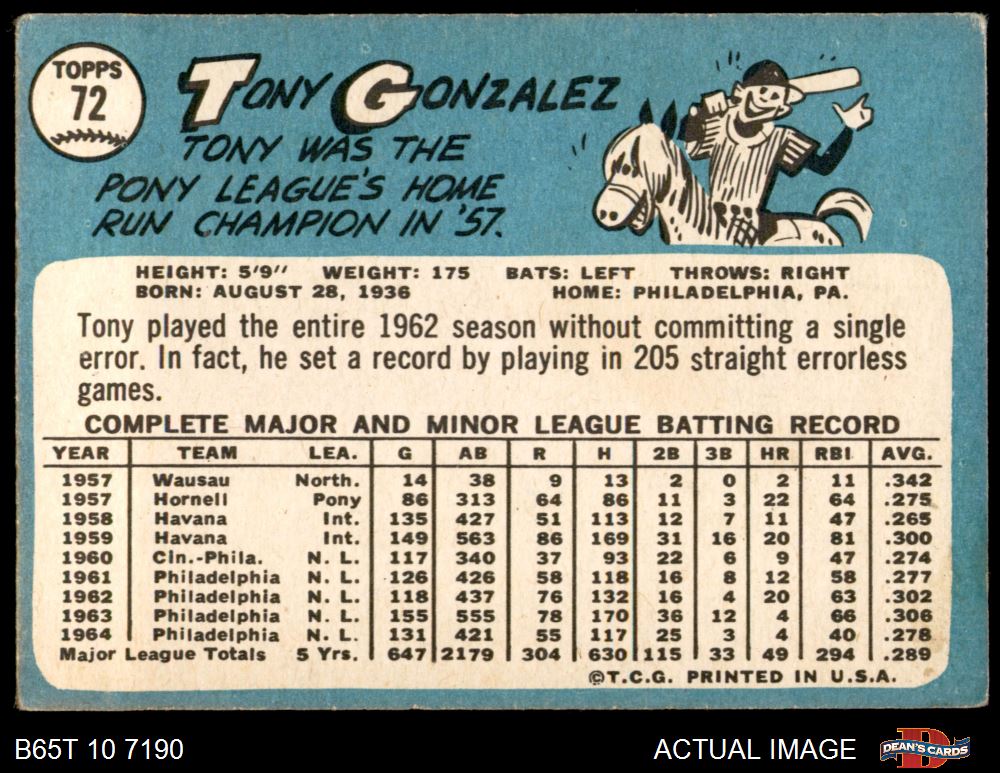 TOPPS
72
TONY GONZALEZ
TONY WAS THE
PONY LEAGUE'S HOME
RUN CHAMPION IN '57.
HEIGHT: 5'9" WEIGHT: 175 BATS: LEFT THROWS: RIGHT
BORN: AUGUST 28, 1936 HOME: PHILADELPHIA, PA.
Tony played the entire 1962 season without committing a single
error. In fact, he set a record by playing in 205 straight errorless
games.
COMPLETE MAJOR AND MINOR LEAGUE BATTING RECORD
YEAR TEAM LEA. G AB R H 2B 3B HR RBI AVG.
1957 Wausau North. 14 38 9 13 2 0 2 11 .342
1957 Hornell Pony 86 313 64 86 11 3 22 64 .275
1958 Havana Int. 135 427 51 113 12 7 11 47 .265
1959 Havana Int. 149 563 86 169 31 16 20 81 .300
1960 Cin.-Phila. N. L. 117 340 37 93 22 6 9 47 .274
1961 Philadelphia N. L. 126 426 58 118 16 8 12 58 .277
1962 Philadelphia N. L. 118 437 76 132 16 4 20 63 .302
1963 Philadelphia N. L. 155 555 78 170 36 12 4 66 .306
1964 Philadelphia N. L. 131 421 55 117 25 3 4 40 .278
Major League Totals 5 Yrs. 647 2179 304 630 115 33 49 294 .289
©T.C.G. PRINTED IN U.S.A.
B65T 10 7190 ACTUAL IMAGE DEAN'S CARDS